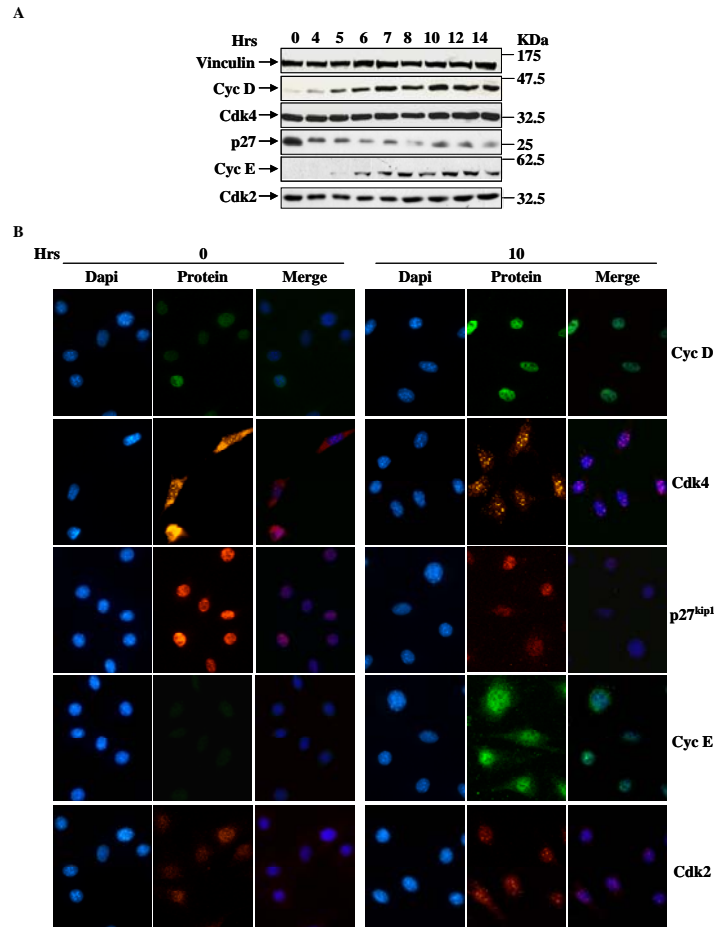 A
Hrs 0 4 5 6 7 8 10 12 14 KDa
Vinculin 175
Cyc D 47.5
Cdk4 32.5
p27 25
Cyc E 62.5
Cdk2 32.5
B
Hrs 0 10
Dapi Protein Merge Dapi Protein Merge
Cyc D
Cdk4
p27kip1
Cyc E
Cdk2